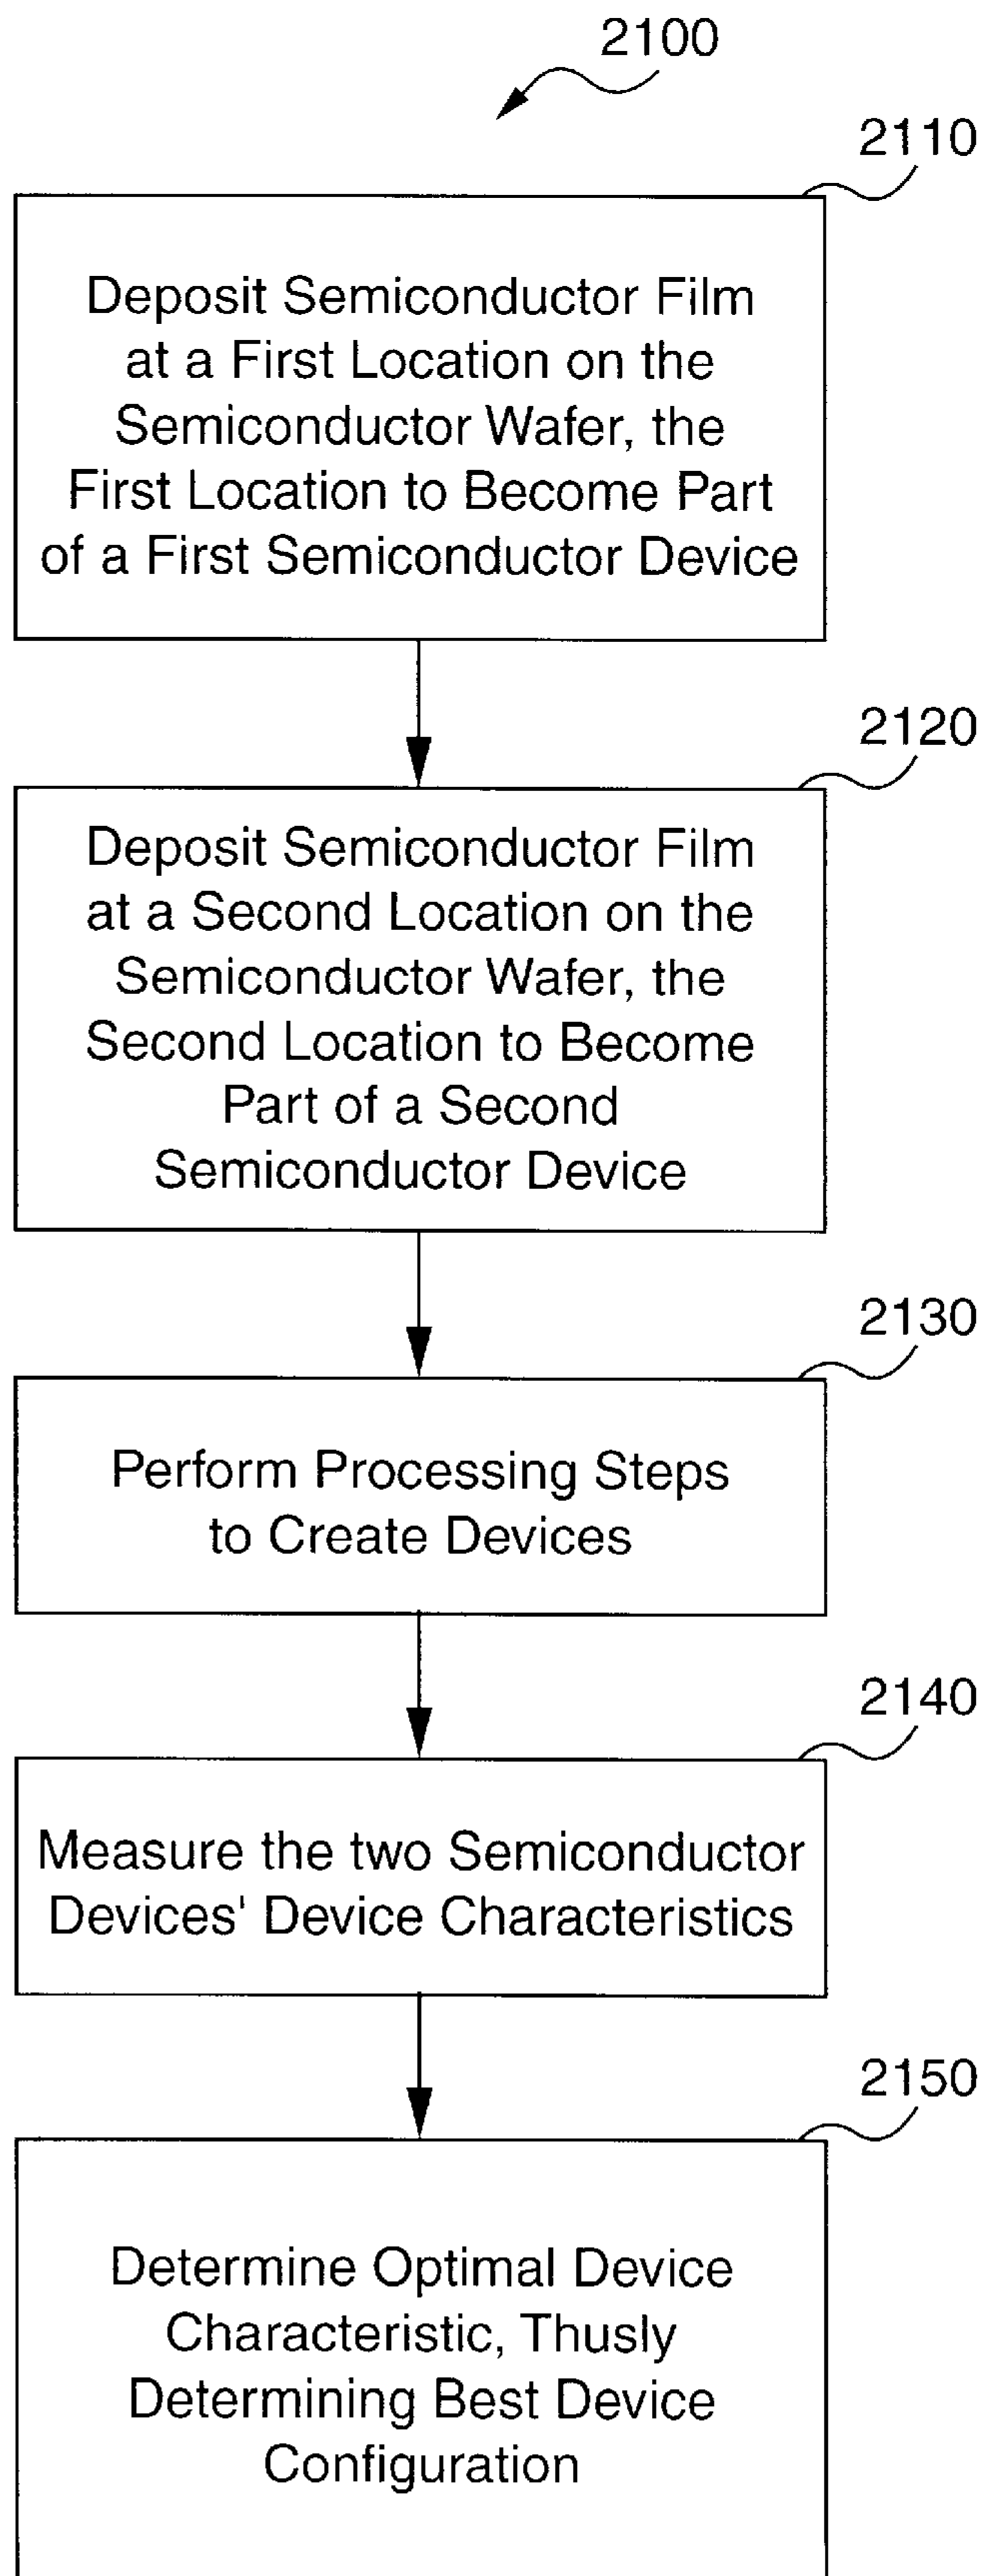 2100
2110
Deposit Semiconductor Film
at a First Location on the
Semiconductor Wafer, the
First Location to Become Part
of a First Semiconductor Device
2120
Deposit Semiconductor Film
at a Second Location on the
Semiconductor Wafer, the
Second Location to Become
Part of a Second
Semiconductor Device
2130
Perform Processing Steps
to Create Devices
2140
Measure the two Semiconductor
Devices' Device Characteristics
2150
Determine Optimal Device
Characteristic, Thusly
Determining Best Device
Configuration